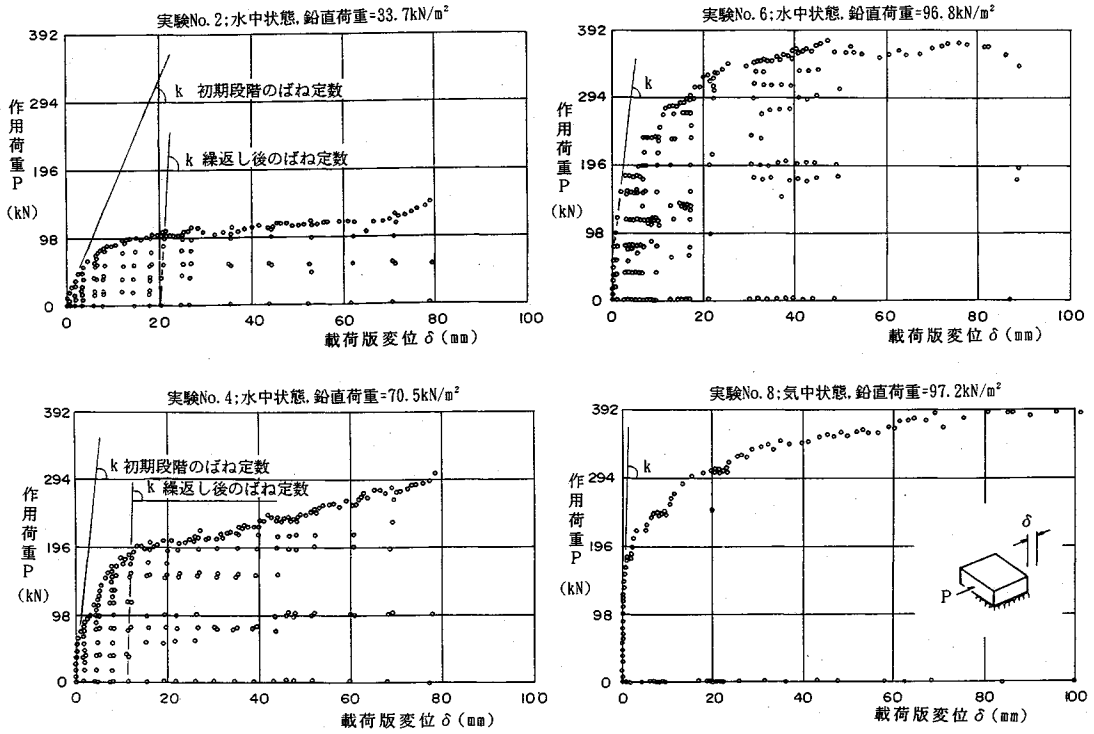 実験No.2;水中状態,鉛直荷重=33.7kN/m²
392
294
196
98
0
作用荷重P
(kN)
k 初期段階のばね定数
k 繰返し後のばね定数
0 20 40 60 80 100
載荷版変位δ(mm)
実験No.6;水中状態,鉛直荷重=96.8kN/m²
392
294
196
98
0
作用荷重P
(kN)
k
0 20 40 60 80 100
載荷版変位δ(mm)
実験No.4;水中状態,鉛直荷重=70.5kN/m²
392
294
196
98
0
作用荷重P
(kN)
k 初期段階のばね定数
k 繰返し後のばね定数
0 20 40 60 80 100
載荷版変位δ(mm)
実験No.8;気中状態,鉛直荷重=97.2kN/m²
392
294
196
98
0
作用荷重P
(kN)
k
δ
P
0 20 40 60 80 100
載荷版変位δ(mm)